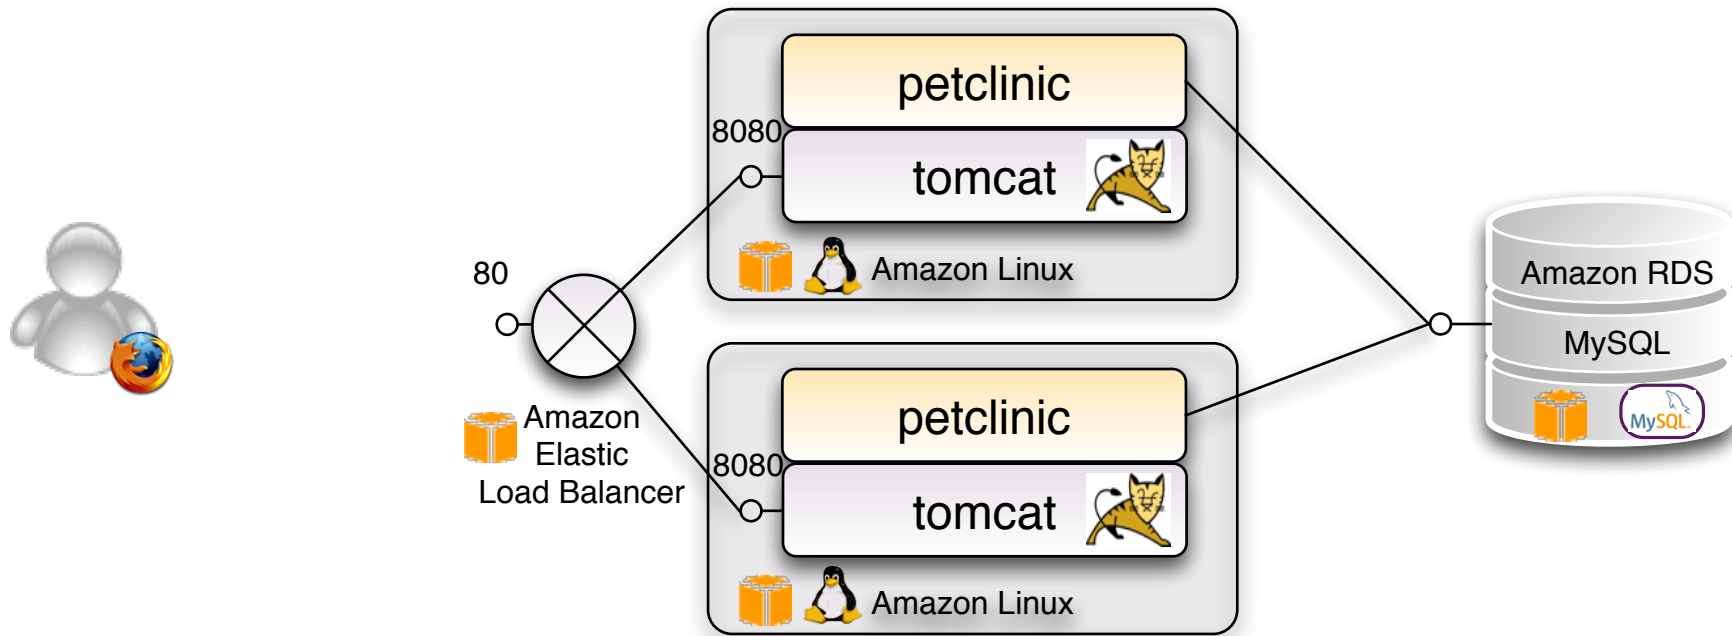 petclinic
8080
tomcat
Amazon Linux
80
Amazon
Elastic
Load Balancer
petclinic
8080
tomcat
Amazon Linux
Amazon RDS
MySQL
MySQL